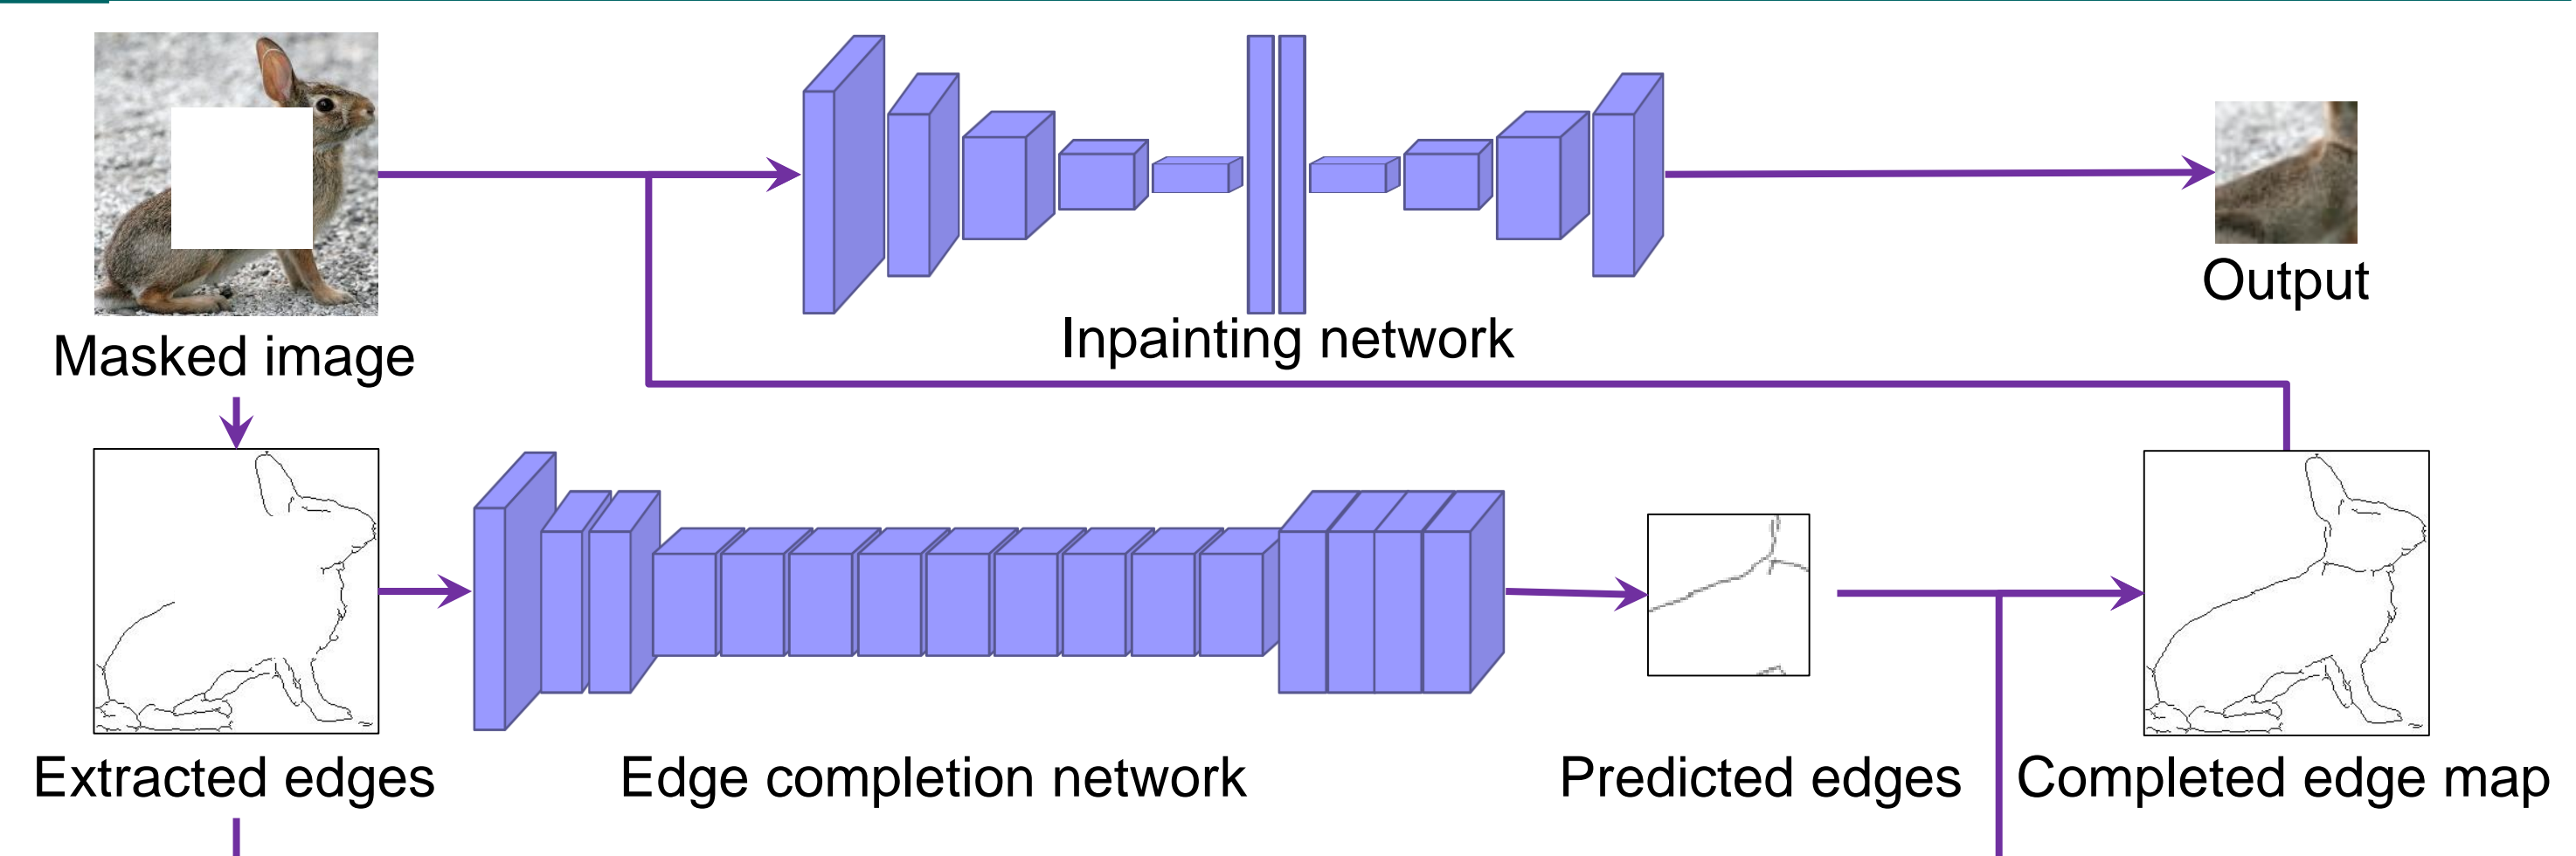 Output
Inpainting network
Masked image
Extracted edges
Edge completion network
Predicted edges
Completed edge map